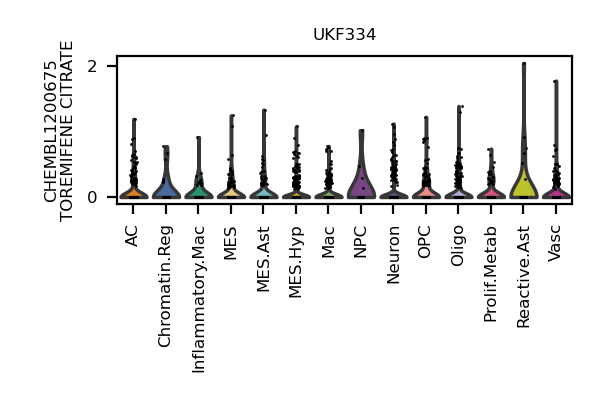 UKF334
CHEMBL1200675
TOREMIFENE CITRATE
2
0
AC
Chromatin.Reg
Inflammatory.Mac
MES
MES.Ast
MES.Hyp
Mac
NPC
Neuron
OPC
Oligo
Prolif.Metab
Reactive.Ast
Vasc